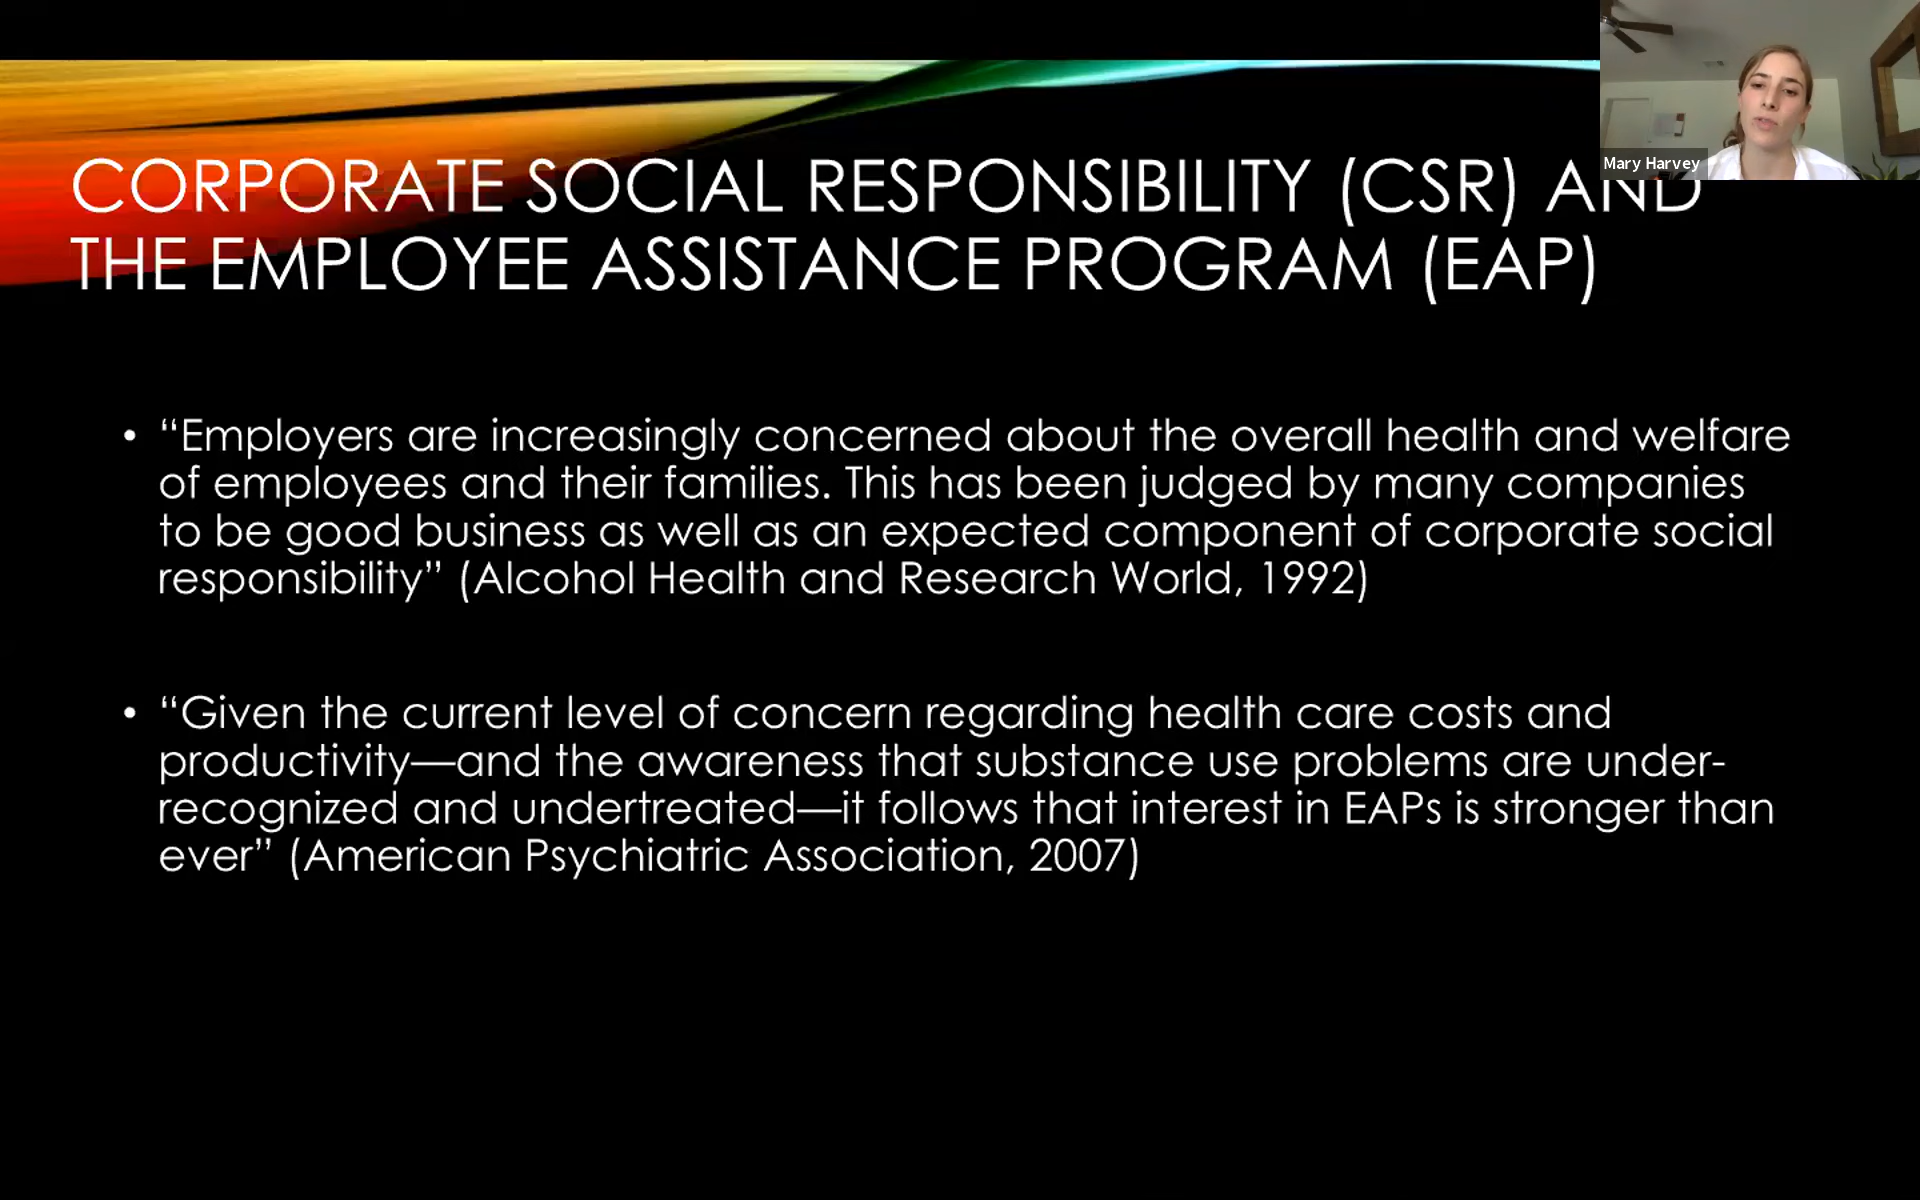 Mary Harvey
CORPORATE SOCIAL RESPONSIBILITY (CSR) AND
THE EMPLOYEE ASSISTANCE PROGRAM (EAP)
• “Employers are increasingly concerned about the overall health and welfare
of employees and their families. This has been judged by many companies
to be good business as well as an expected component of corporate social
responsibility” (Alcohol Health and Research World, 1992)
• “Given the current level of concern regarding health care costs and
productivity—and the awareness that substance use problems are under-
recognized and undertreated—it follows that interest in EAPs is stronger than
ever” (American Psychiatric Association, 2007)